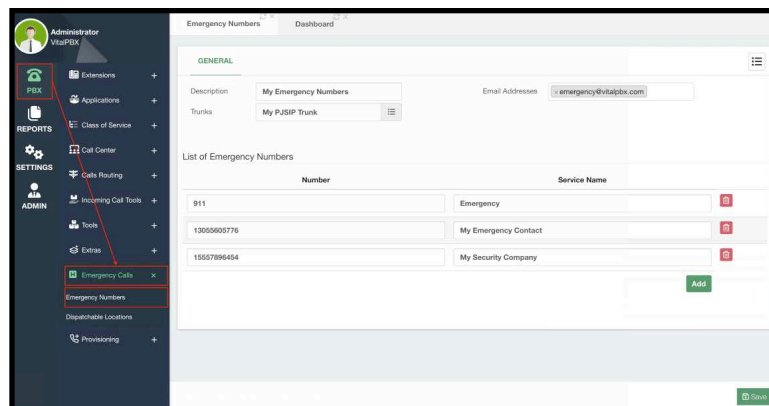 Administrator
VitalPBX
PBX
REPORTS
SETTINGS
ADMIN
Extensions +
Applications +
Class of Service +
Call Center +
Calls Routing +
Incoming Call Tools +
Tools +
Extras +
Emergency Calls ×
Emergency Numbers
Dispatchable Locations
Provisioning +
Emergency Numbers
Dashboard
GENERAL
Description My Emergency Numbers Email Addresses × emergency@vitalpbx.com
Trunks My PJSIP Trunk
List of Emergency Numbers
Number Service Name
911 Emergency
13055605776 My Emergency Contact
15557896454 My Security Company
Add
Save